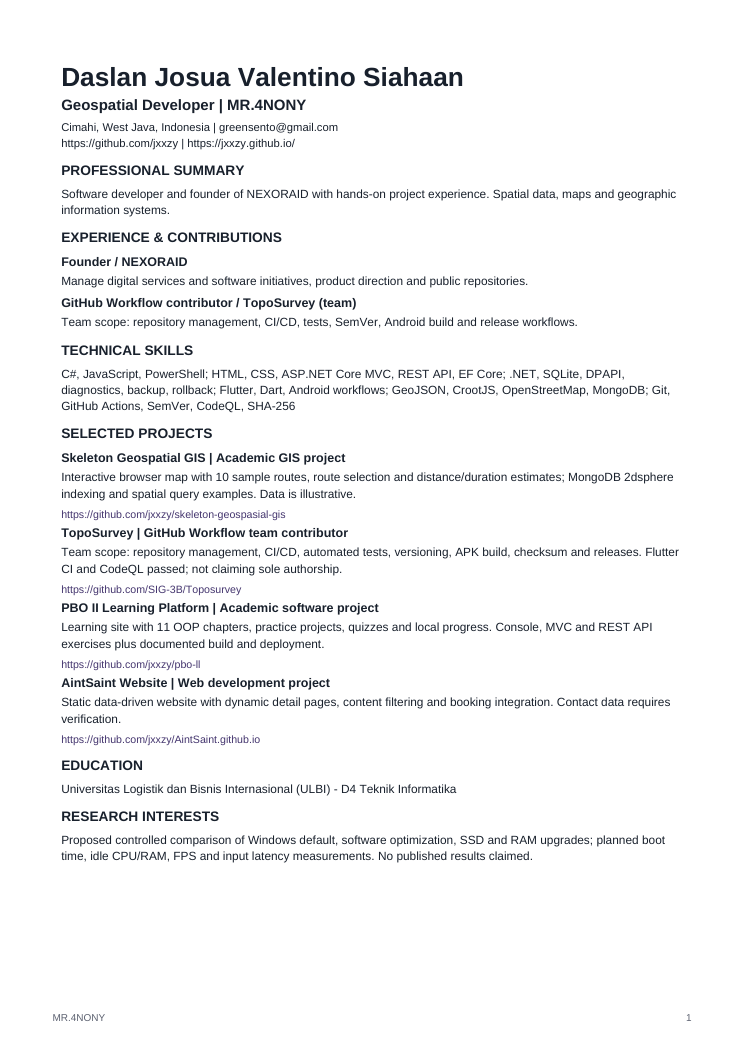 Daslan Josua Valentino Siahaan
Geospatial Developer | MR.4NONY
Cimahi, West Java, Indonesia | greensento@gmail.com
https://github.com/jxxzy | https://jxxzy.github.io/
PROFESSIONAL SUMMARY
Software developer and founder of NEXORAID with hands-on project experience. Spatial data, maps and geographic
information systems.
EXPERIENCE & CONTRIBUTIONS
Founder / NEXORAID
Manage digital services and software initiatives, product direction and public repositories.
GitHub Workflow contributor / TopoSurvey (team)
Team scope: repository management, CI/CD, tests, SemVer, Android build and release workflows.
TECHNICAL SKILLS
C#, JavaScript, PowerShell; HTML, CSS, ASP.NET Core MVC, REST API, EF Core; .NET, SQLite, DPAPI,
diagnostics, backup, rollback; Flutter, Dart, Android workflows; GeoJSON, CrootJS, OpenStreetMap, MongoDB; Git,
GitHub Actions, SemVer, CodeQL, SHA-256
SELECTED PROJECTS
Skeleton Geospatial GIS | Academic GIS project
Interactive browser map with 10 sample routes, route selection and distance/duration estimates; MongoDB 2dsphere
indexing and spatial query examples. Data is illustrative.
https://github.com/jxxzy/skeleton-geospasial-gis
TopoSurvey | GitHub Workflow team contributor
Team scope: repository management, CI/CD, automated tests, versioning, APK build, checksum and releases. Flutter
CI and CodeQL passed; not claiming sole authorship.
https://github.com/SIG-3B/Toposurvey
PBO II Learning Platform | Academic software project
Learning site with 11 OOP chapters, practice projects, quizzes and local progress. Console, MVC and REST API
exercises plus documented build and deployment.
https://github.com/jxxzy/pbo-ll
AintSaint Website | Web development project
Static data-driven website with dynamic detail pages, content filtering and booking integration. Contact data requires
verification.
https://github.com/jxxzy/AintSaint.github.io
EDUCATION
Universitas Logistik dan Bisnis Internasional (ULBI) - D4 Teknik Informatika
RESEARCH INTERESTS
Proposed controlled comparison of Windows default, software optimization, SSD and RAM upgrades; planned boot
time, idle CPU/RAM, FPS and input latency measurements. No published results claimed.
MR.4NONY
1